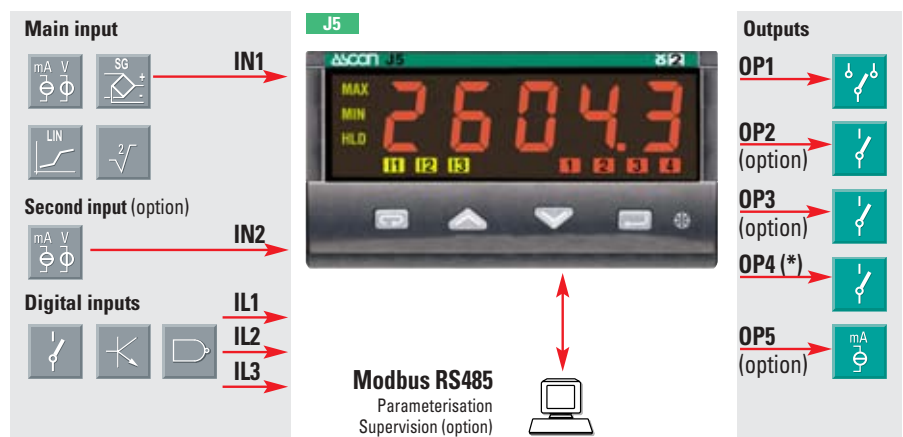 Main input
mA V
SG
+
-
IN1
LIN
2√
Second input (option)
mA V
IN2
Digital inputs
IL1
IL2
IL3
J5
ascon J5
MAX
MIN
HLD
2604.3
I1 I2 I3
1 2 3 4
Modbus RS485
Parameterisation
Supervision (option)
Outputs
OP1
OP2
(option)
OP3
(option)
OP4 (*)
OP5
(option)
mA